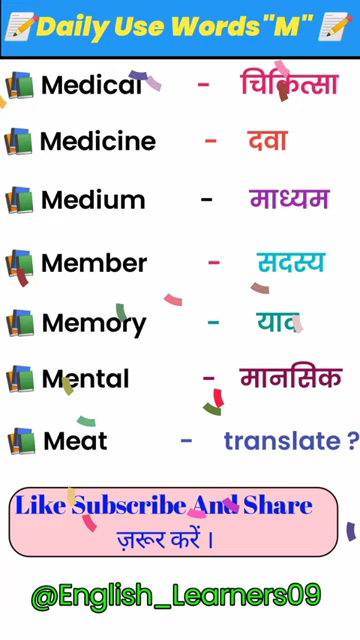 Daily Use Words "M"
Medical - चिकित्सा
Medicine - दवा
Medium - माध्यम
Member - सदस्य
Memory - याद
Mental - मानसिक
Meat - translate ?
Like Subscribe And Share
ज़रूर करें ।
@English_Learners09